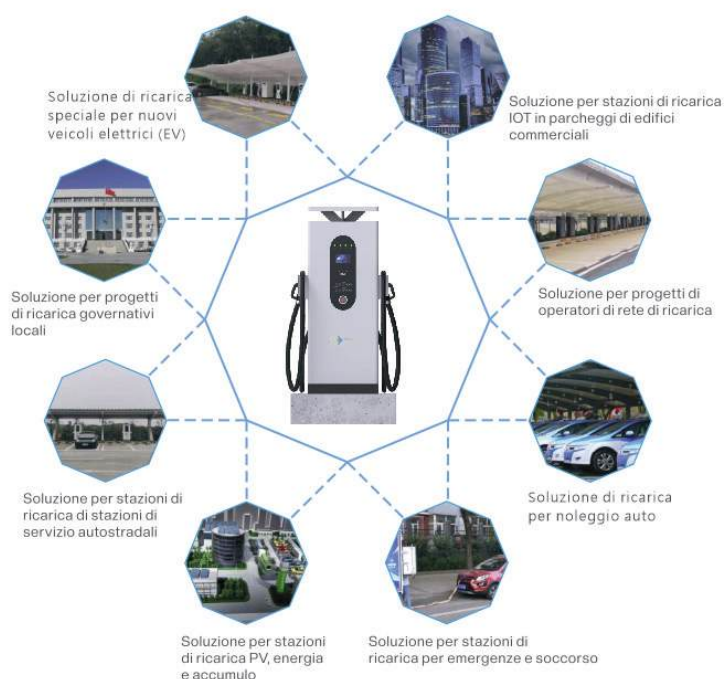 Soluzione di ricarica
speciale per nuovi
veicoli elettrici (EV)
Soluzione per stazioni di ricarica
IOT in parcheggi di edifici
commerciali
Soluzione per progetti
di ricarica governativi
locali
Soluzione per progetti di
operatori di rete di ricarica
Soluzione per stazioni di
ricarica di stazioni di
servizio autostradali
Soluzione di ricarica
per noleggio auto
Soluzione per stazioni
di ricarica PV, energia
e accumulo
Soluzione per stazioni di
ricarica per emergenze e soccorso